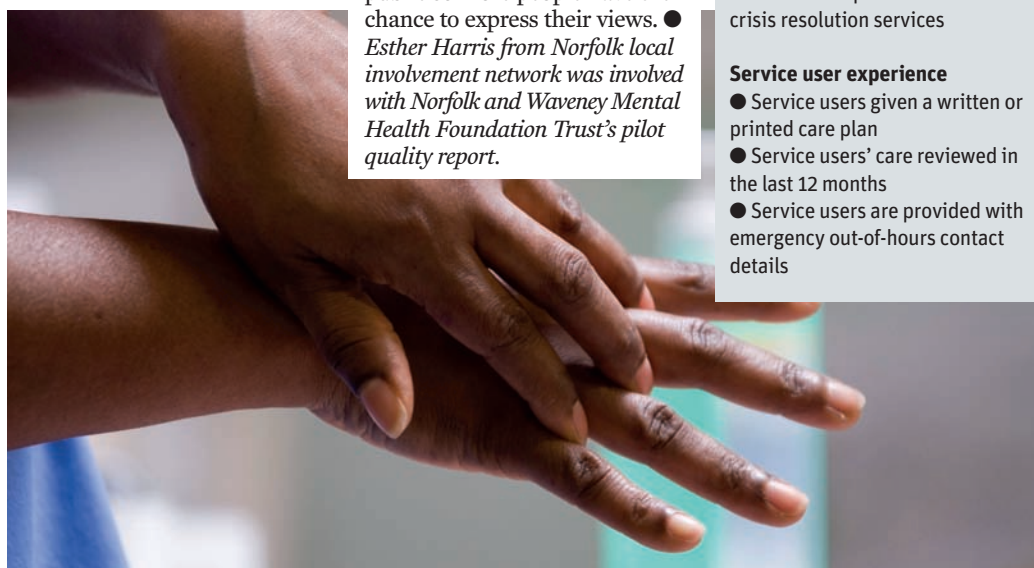 chance to express their views. ●
Esther Harris from Norfolk local
involvement network was involved
with Norfolk and Waveney Mental
Health Foundation Trust’s pilot
quality report.
crisis resolution services
Service user experience
● Service users given a written or
printed care plan
● Service users’ care reviewed in
the last 12 months
● Service users are provided with
emergency out-of-hours contact
details